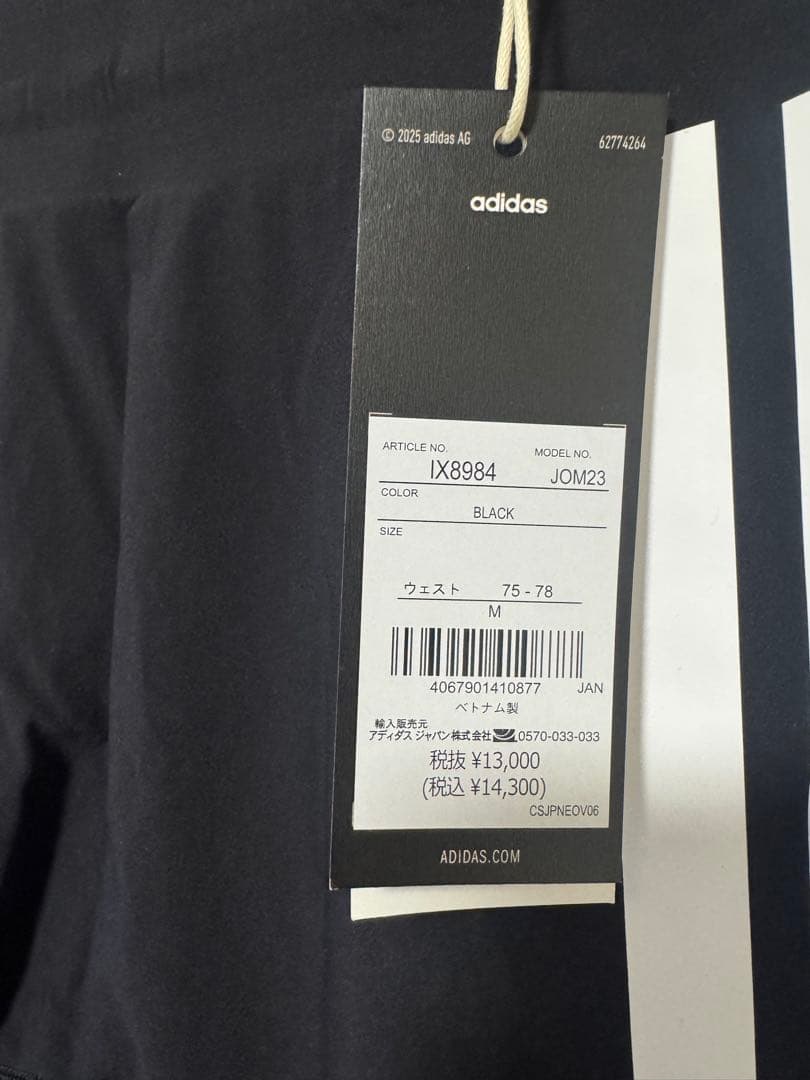 © 2025 adidas AG
62774264
adidas
ARTICLE NO.
MODEL NO.
IX8984
JOM23
COLOR
BLACK
SIZE
ウェスト 75 - 78
M
4067901410877 JAN
ベトナム製
輸入販売元
アディダス ジャパン株式会社 0570-033-033
税抜 ¥13,000
(税込 ¥14,300)
CSJPNEOV06
ADIDAS.COM